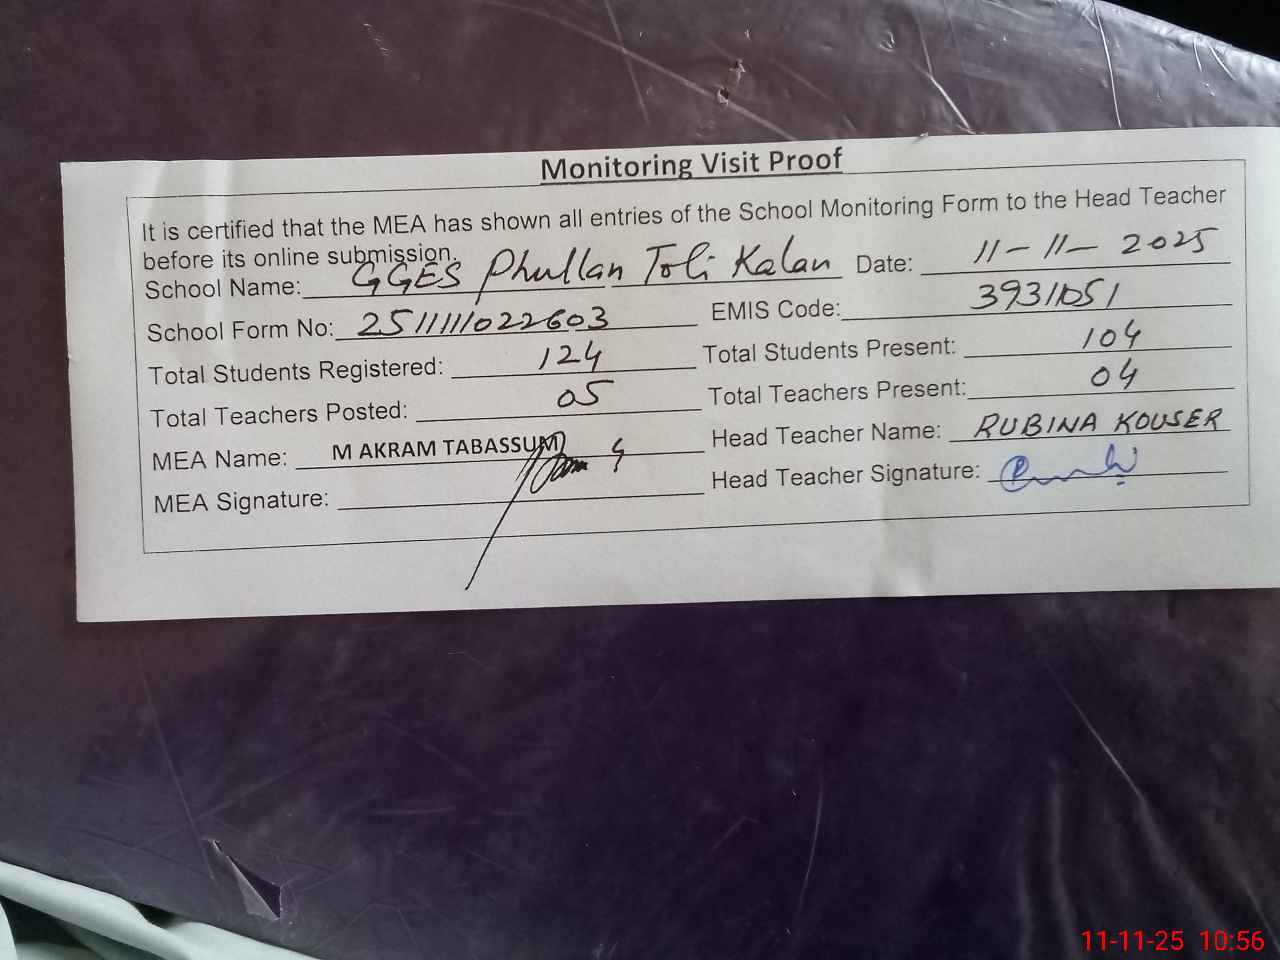 Monitoring Visit Proof
It is certified that the MEA has shown all entries of the School Monitoring Form to the Head Teacher
before its online submission.
School Name: GGES Phullan Toli Kalan Date: 11-11-2025
School Form No: 251111022603 EMIS Code: 39311051
Total Students Registered: 124 Total Students Present: 104
Total Teachers Posted: 05 Total Teachers Present: 04
MEA Name: M AKRAM TABASSUM Head Teacher Name: RUBINA KOUSER
MEA Signature: Head Teacher Signature:
11-11-25 10:56